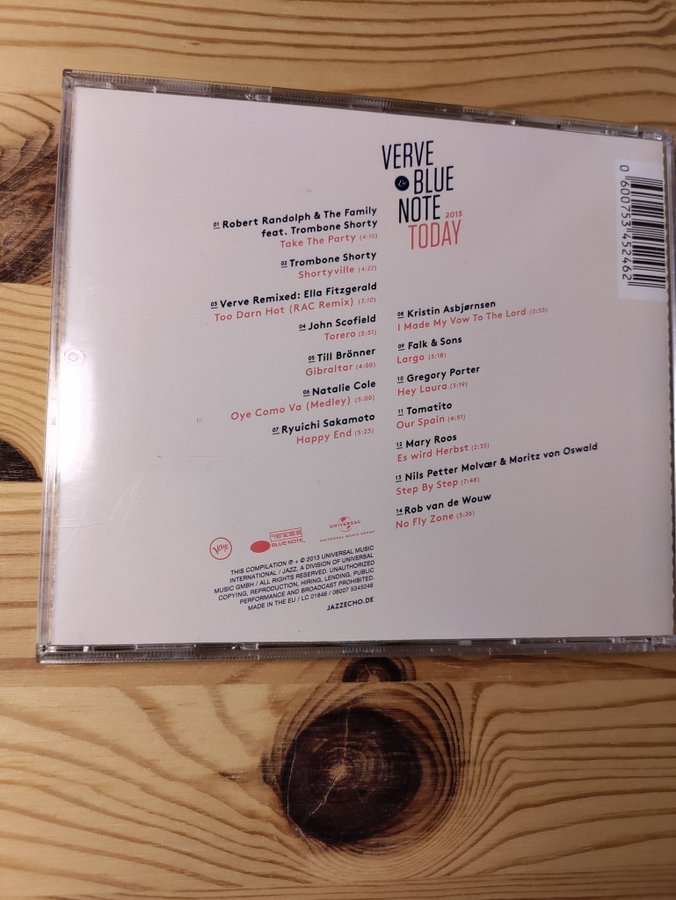 VERVE
& BLUE
NOTE 2013
TODAY
0 600753 452462
01 Robert Randolph & The Family
feat. Trombone Shorty
Take The Party (4:10)
02 Trombone Shorty
Shortyville (4:22)
03 Verve Remixed: Ella Fitzgerald
Too Darn Hot (RAC Remix) (3:10)
04 John Scofield
Torero (5:51)
05 Till Brönner
Gibraltar (4:00)
06 Natalie Cole
Oye Como Va (Medley) (5:00)
07 Ryuichi Sakamoto
Happy End (5:23)
08 Kristin Asbjørnsen
I Made My Vow To The Lord (5:33)
09 Falk & Sons
Largo (3:18)
10 Gregory Porter
Hey Laura (3:19)
11 Tomatito
Our Spain (4:51)
12 Mary Roos
Es wird Herbst (2:35)
13 Nils Petter Molvær & Moritz von Oswald
Step By Step (7:48)
14 Rob van de Wouw
No Fly Zone (3:26)
Verve
BLUE NOTE
UNIVERSAL
UNIVERSAL MUSIC GROUP
THIS COMPILATION ℗ + © 2013 UNIVERSAL MUSIC
INTERNATIONAL / JAZZ, A DIVISION OF UNIVERSAL
MUSIC GMBH / ALL RIGHTS RESERVED. UNAUTHORIZED
COPYING, REPRODUCTION, HIRING, LENDING, PUBLIC
PERFORMANCE AND BROADCAST PROHIBITED.
MADE IN THE EU / LC 01846 / 06007 5345246
JAZZECHO.DE